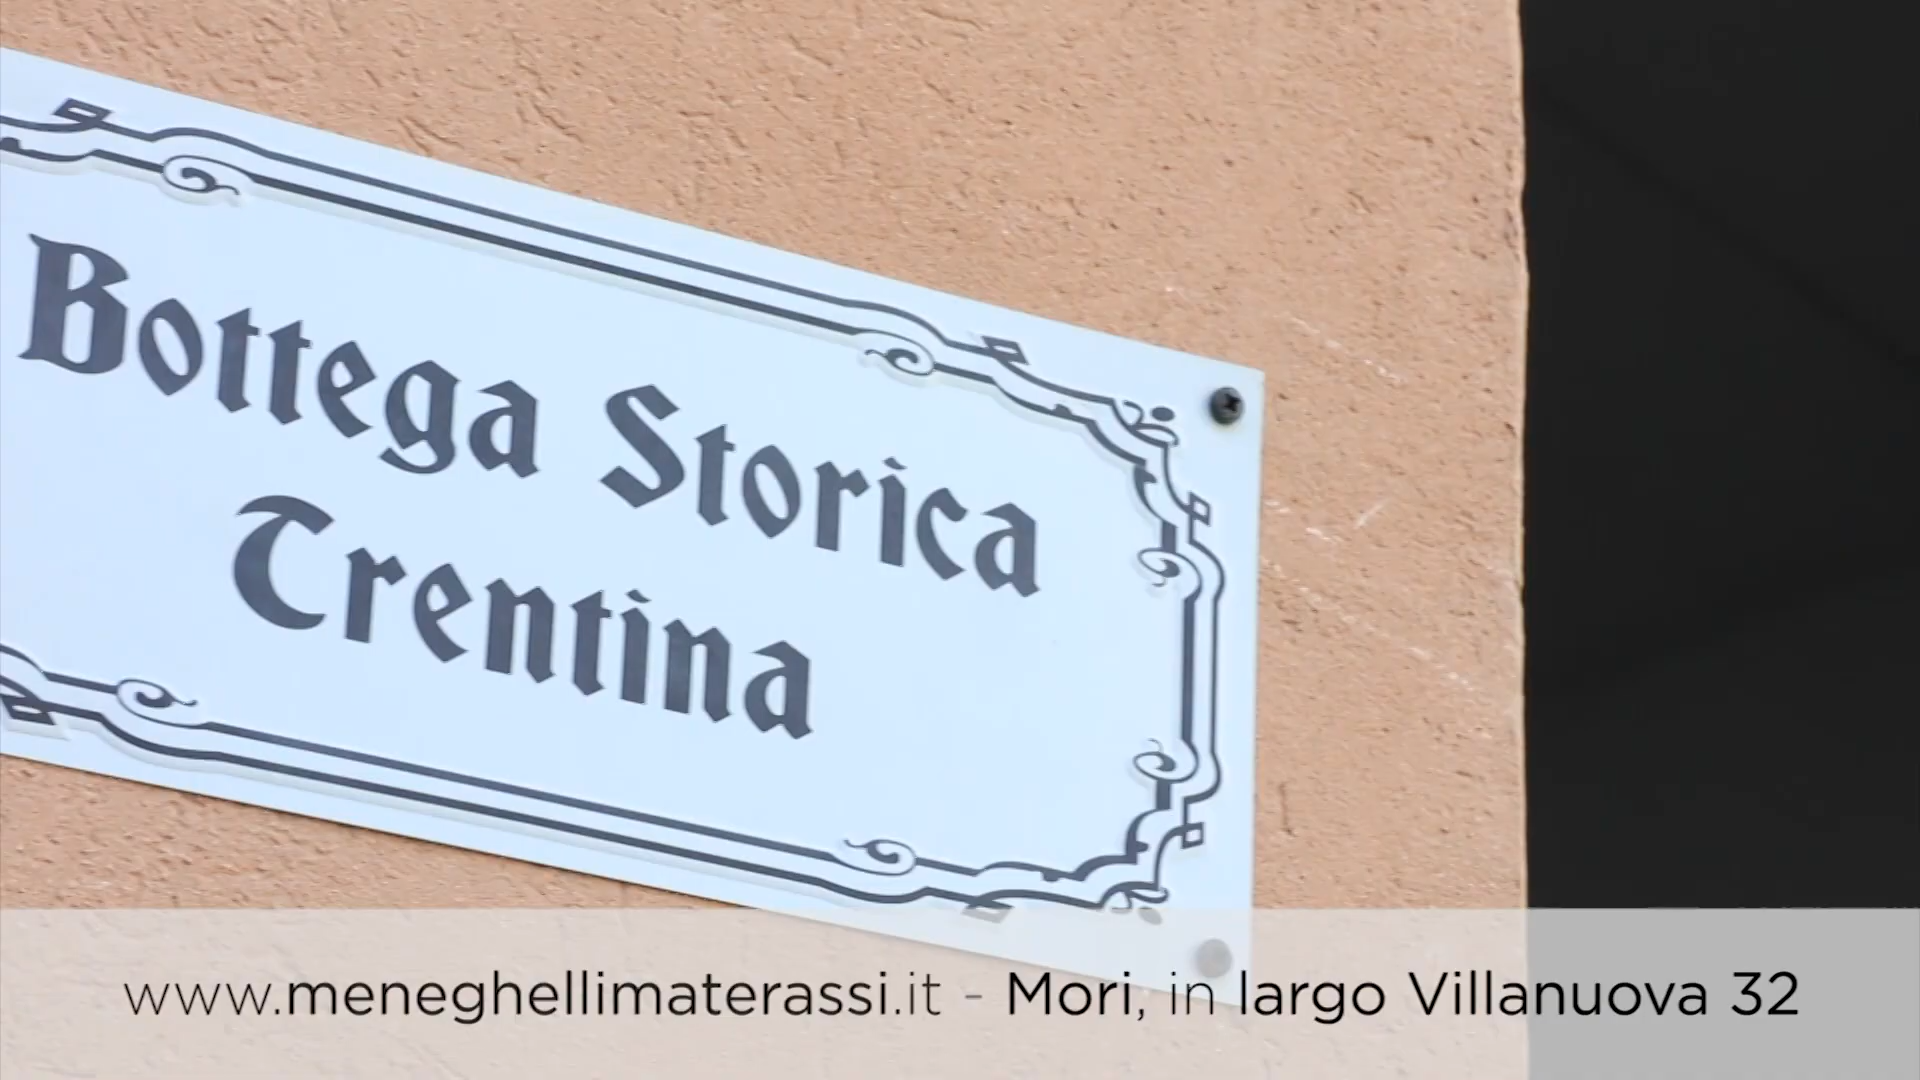 Bottega Storica
Trentina
www.meneghellimaterassi.it - Mori, in largo Villanuova 32